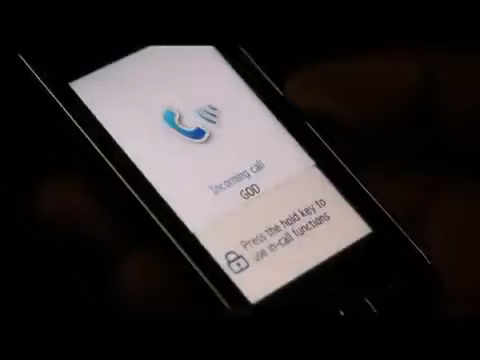 Incoming call
GOD
Press the hold key to
use in-call functions